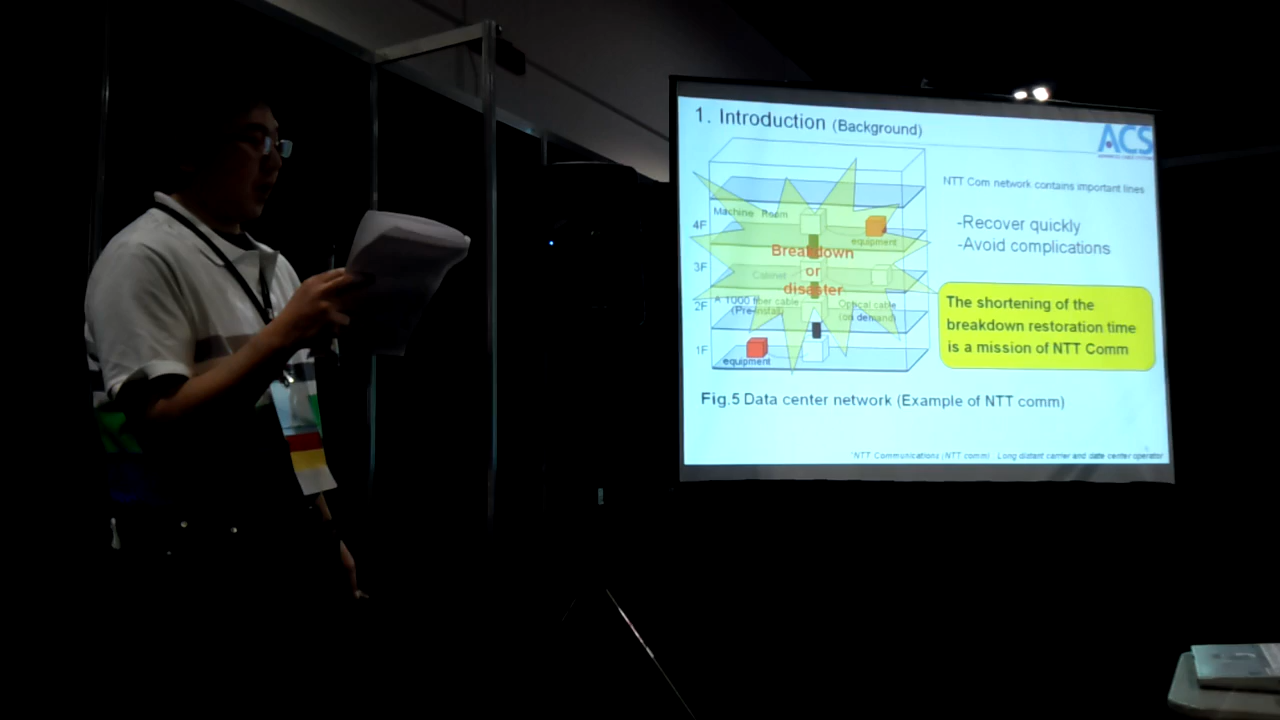 1. Introduction (Background)
ACS
NTT Com network contains important lines
-Recover quickly
-Avoid complications
Machine Room
4F
equipment
Breakdown
or
disaster
3F
Cabinet
2F
A 1000 fiber cable
(Pre-install)
Optical cable
(on demand)
1F
equipment
The shortening of the
breakdown restoration time
is a mission of NTT Comm
Fig.5 Data center network (Example of NTT comm)
*NTT Communications (NTT comm) : Long distant carrier and date center operator